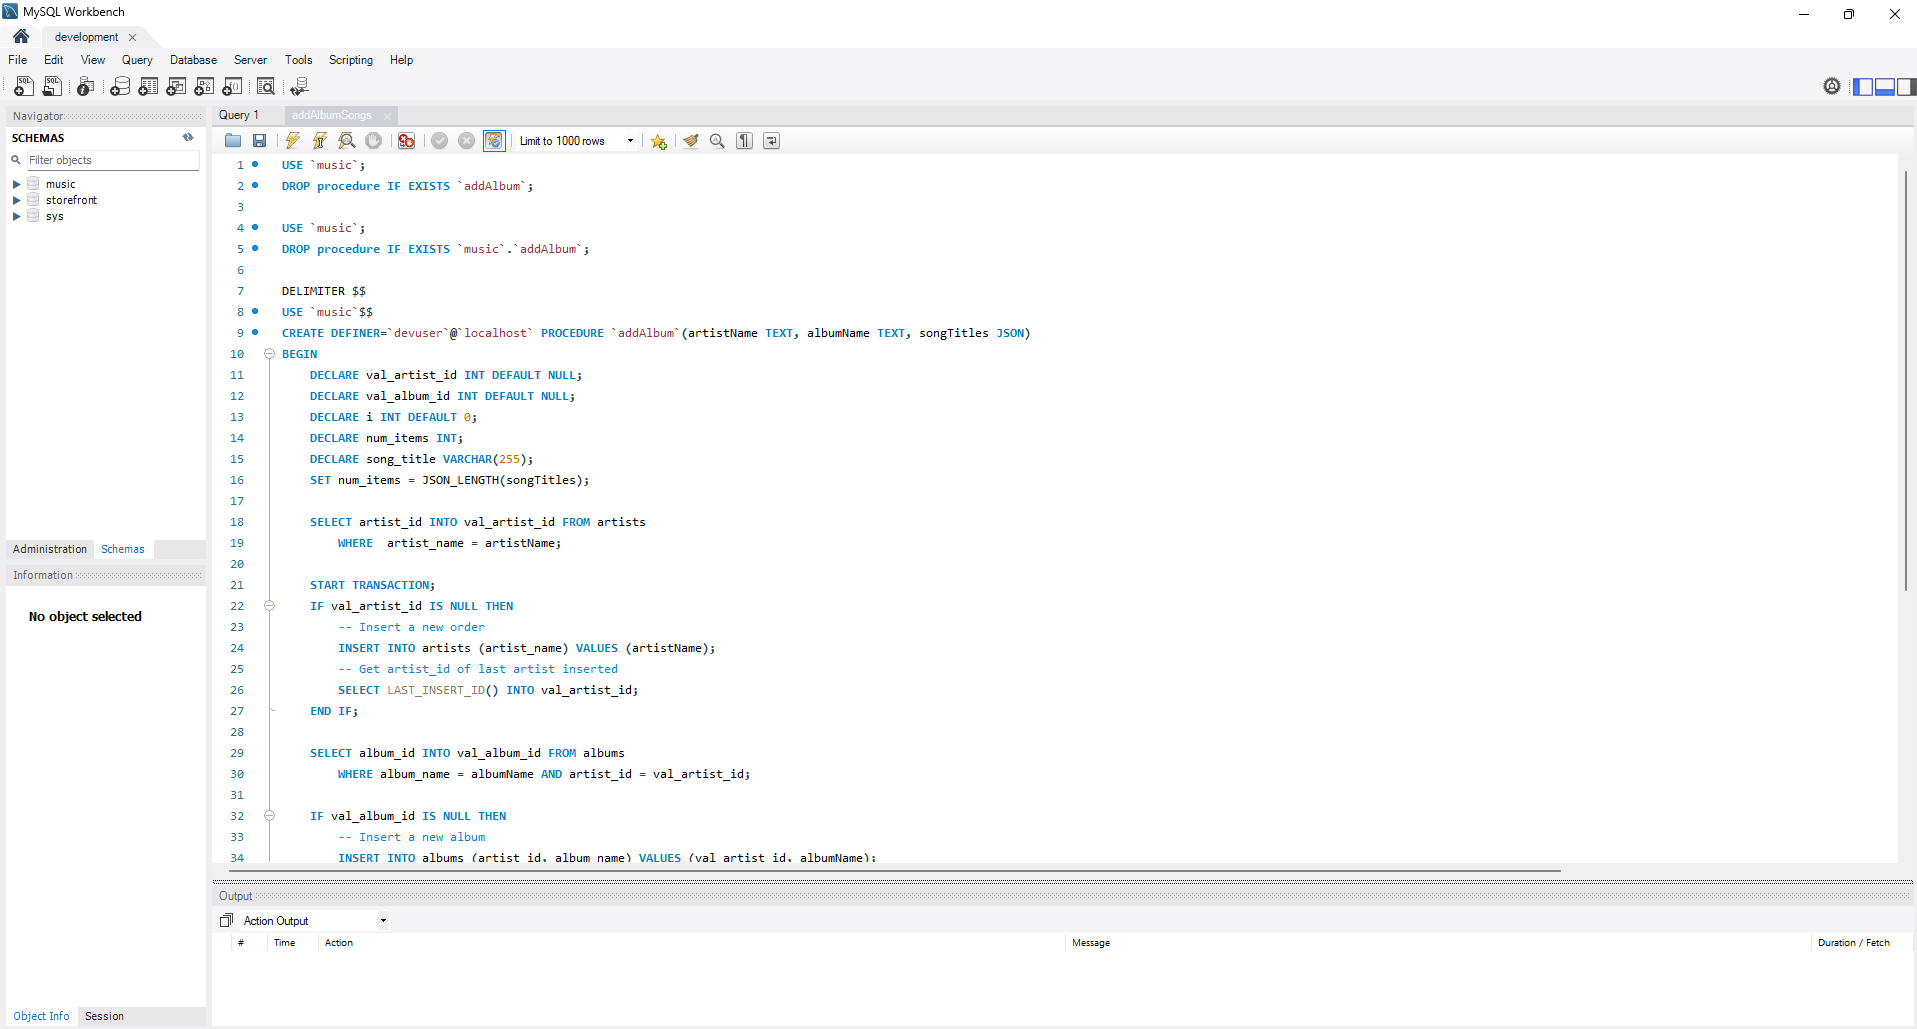 MySQL Workbench
development
File Edit View Query Database Server Tools Scripting Help
Navigator
SCHEMAS
Filter objects
music
storefront
sys
Administration Schemas
Information
No object selected
Object Info Session
Query 1 addAlbumSongs
Limit to 1000 rows
1 USE `music`;
2 DROP procedure IF EXISTS `addAlbum`;
3
4 USE `music`;
5 DROP procedure IF EXISTS `music`.`addAlbum`;
6
7 DELIMITER $$
8 USE `music`$$
9 CREATE DEFINER=`devuser`@`localhost` PROCEDURE `addAlbum`(artistName TEXT, albumName TEXT, songTitles JSON)
10 BEGIN
11 DECLARE val_artist_id INT DEFAULT NULL;
12 DECLARE val_album_id INT DEFAULT NULL;
13 DECLARE i INT DEFAULT 0;
14 DECLARE num_items INT;
15 DECLARE song_title VARCHAR(255);
16 SET num_items = JSON_LENGTH(songTitles);
17
18 SELECT artist_id INTO val_artist_id FROM artists
19 WHERE  artist_name = artistName;
20
21 START TRANSACTION;
22 IF val_artist_id IS NULL THEN
23 -- Insert a new order
24 INSERT INTO artists (artist_name) VALUES (artistName);
25 -- Get artist_id of last artist inserted
26 SELECT LAST_INSERT_ID() INTO val_artist_id;
27 END IF;
28
29 SELECT album_id INTO val_album_id FROM albums
30 WHERE album_name = albumName AND artist_id = val_artist_id;
31
32 IF val_album_id IS NULL THEN
33 -- Insert a new album
34 INSERT INTO albums (artist_id, album_name) VALUES (val_artist_id, albumName);
Output
Action Output
# Time Action Message Duration / Fetch